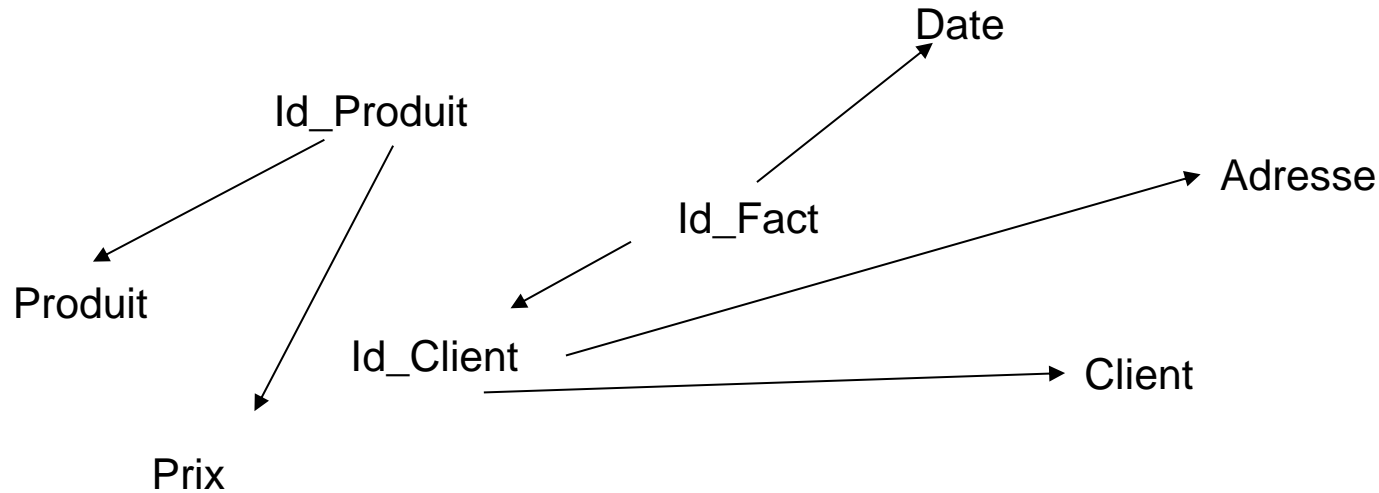 Date
Id_Produit
Adresse
Id_Fact
Produit
Id_Client
Client
Prix